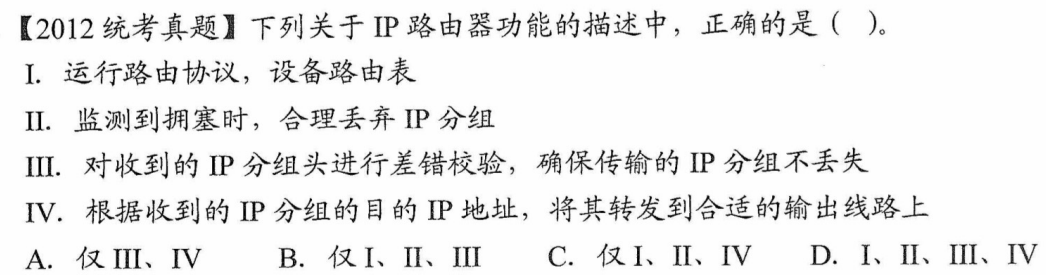 【2012 统考真题】下列关于 IP 路由器功能的描述中，正确的是（ ）。
I. 运行路由协议，设备路由表
II. 监测到拥塞时，合理丢弃 IP 分组
III. 对收到的 IP 分组头进行差错校验，确保传输的 IP 分组不丢失
IV. 根据收到的 IP 分组的目的 IP 地址，将其转发到合适的输出线路上
A. 仅 III、IV B. 仅 I、II、III C. 仅 I、II、IV D. I、II、III、IV